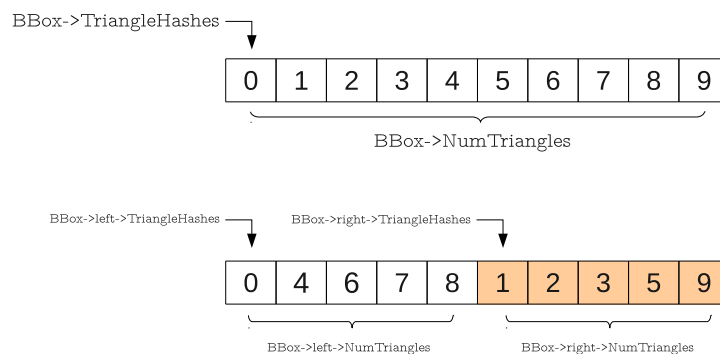 BBox->TriangleHashes
0 1 2 3 4 5 6 7 8 9
BBox->NumTriangles
BBox->left->TriangleHashes BBox->right->TriangleHashes
0 4 6 7 8 1 2 3 5 9
BBox->left->NumTriangles BBox->right->NumTriangles